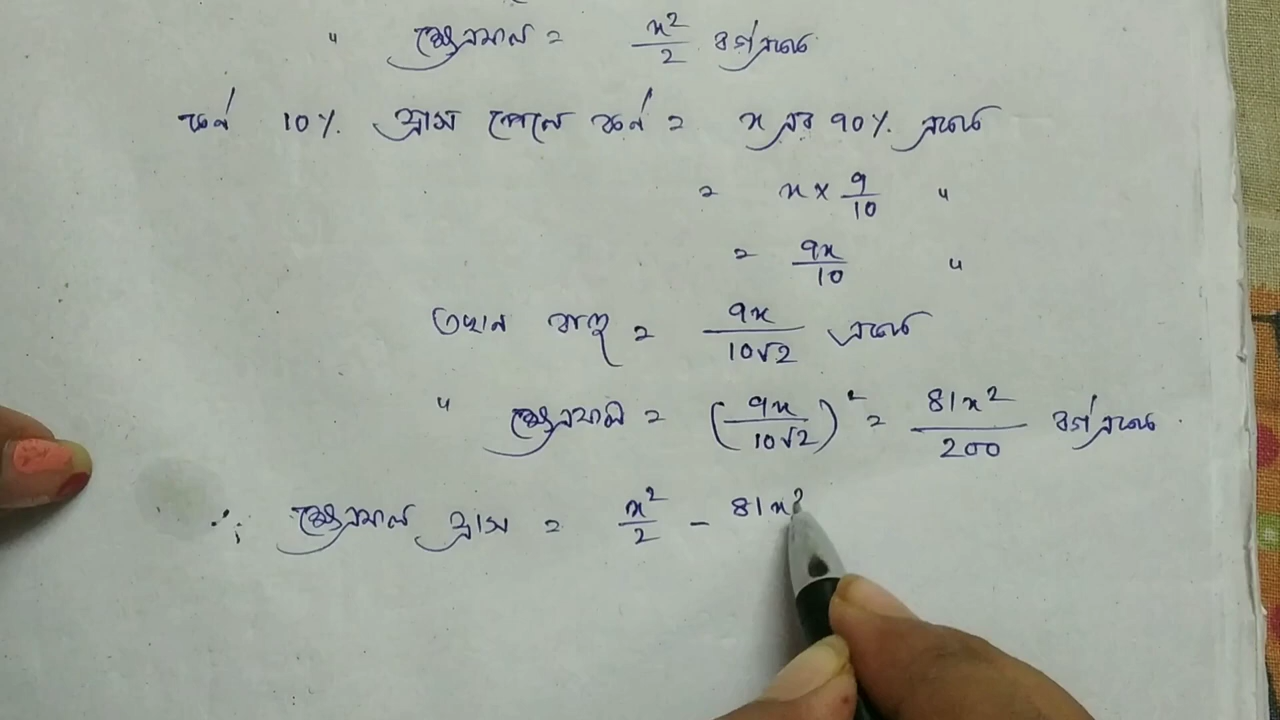 " ক্ষেত্রফল = x²/2 বর্গএকক
কর্ণ 10% হ্রাস পেলে কর্ণ = x এর 90% একক
= x × 9/10 "
= 9x/10 "
তখন বাহু = 9x/10√2 একক
" ক্ষেত্রফল = (9x/10√2)² = 81x²/200 বর্গএকক
∴ ক্ষেত্রফল হ্রাস = x²/2 - 81x²